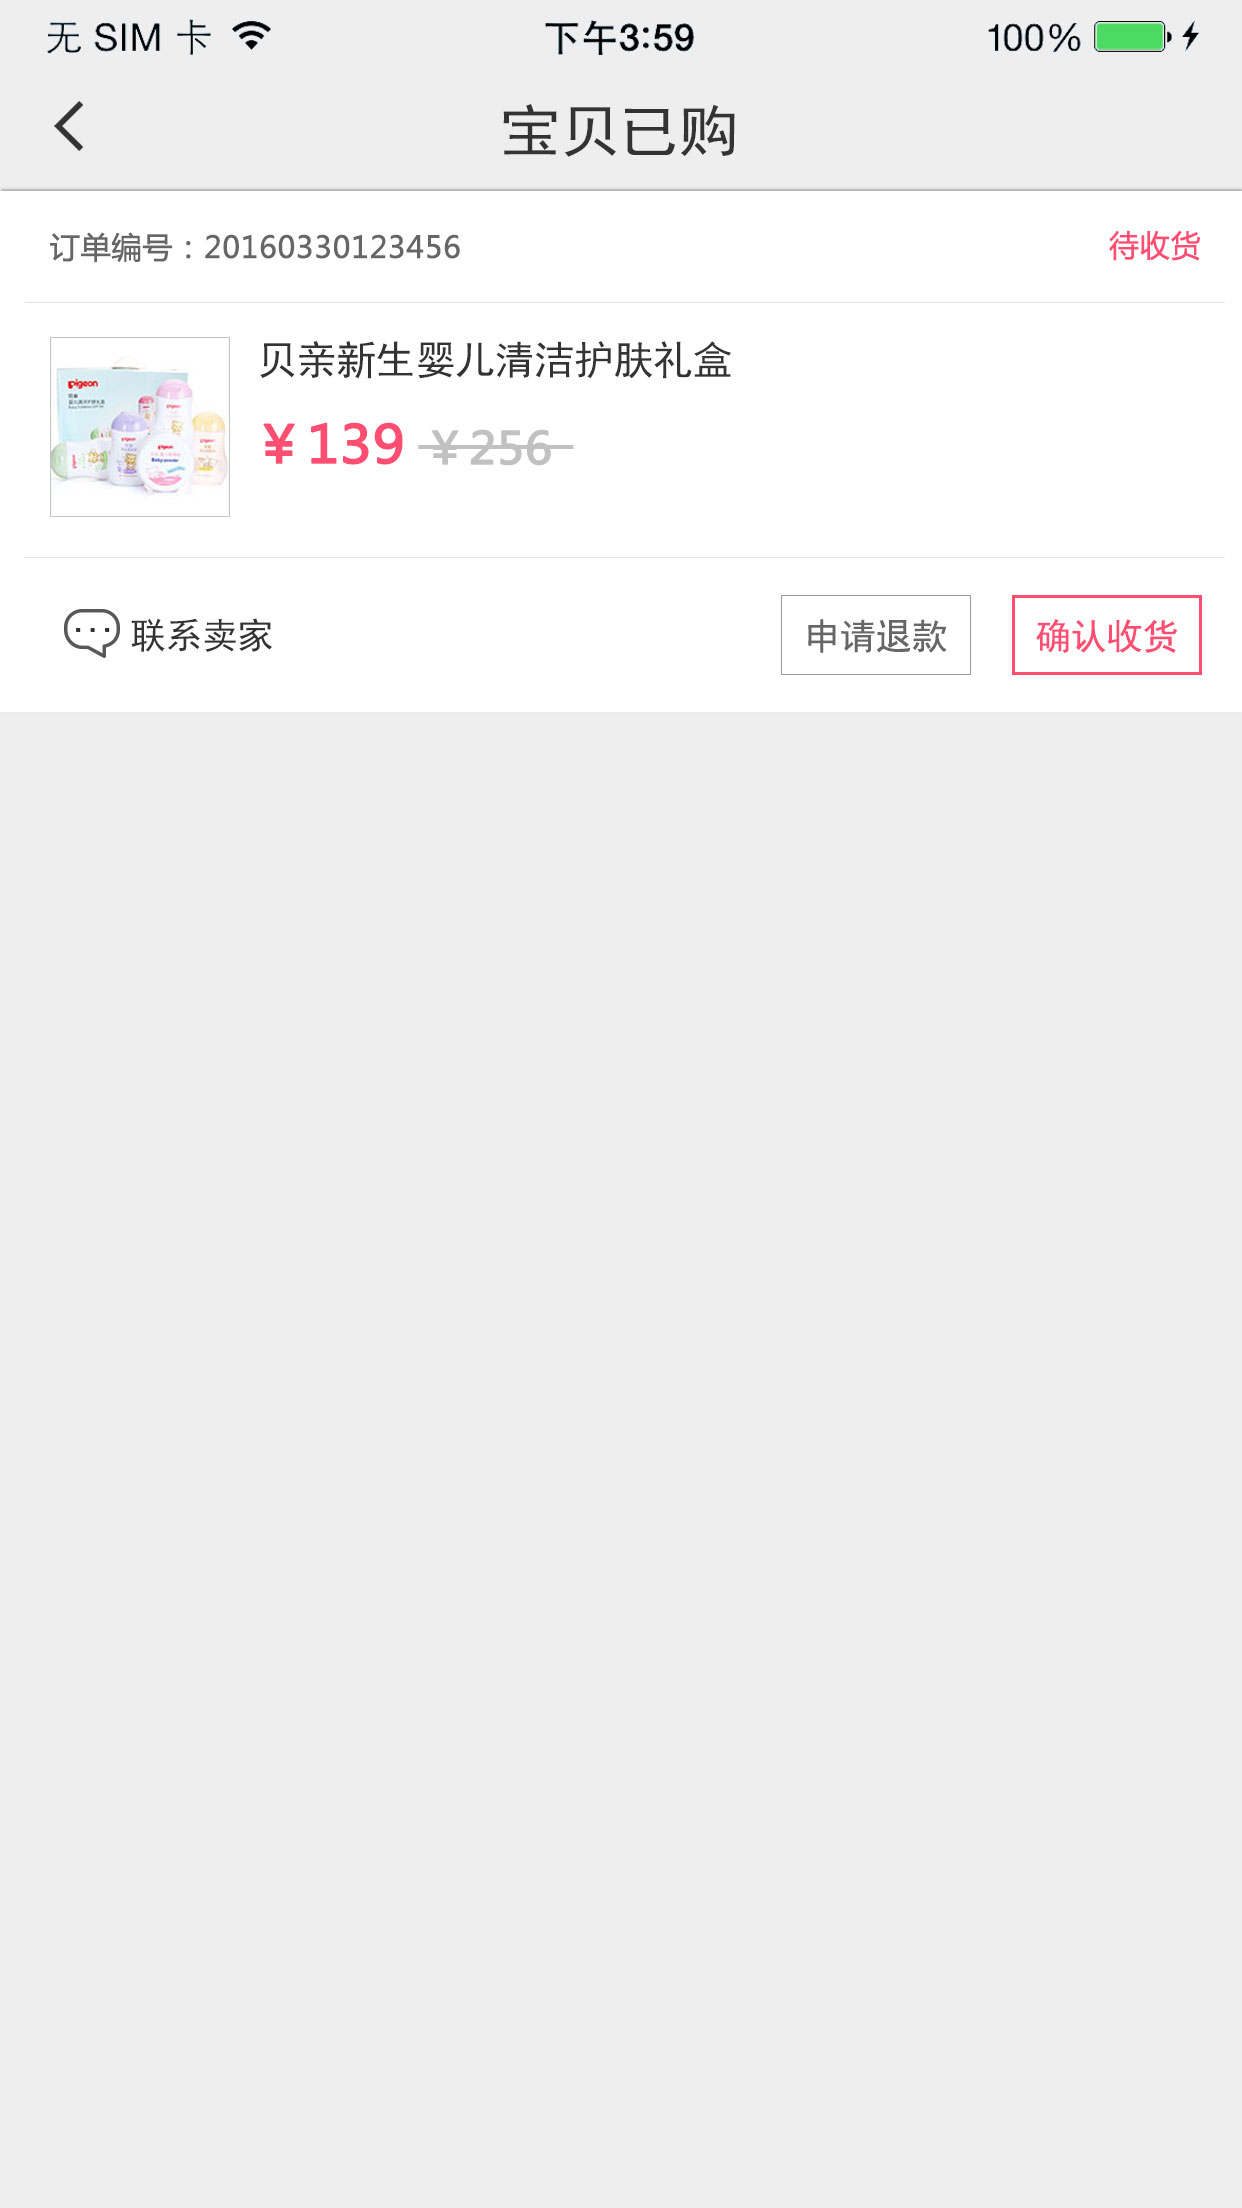 无 SIM 卡
下午3:59
100%
宝贝已购
订单编号：20160330123456
待收货
pigeon
贝亲新生婴儿清洁护肤礼盒
¥139 ¥256
联系卖家
申请退款
确认收货